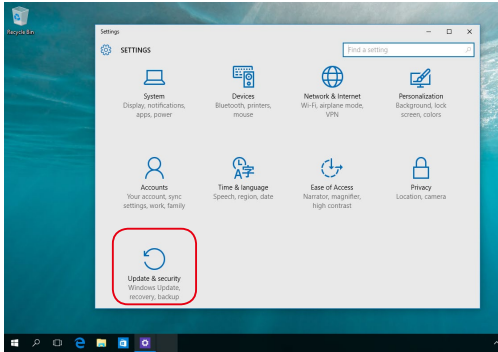 Recycle Bin
Settings
SETTINGS
Find a setting
System
Display, notifications,
apps, power
Devices
Bluetooth, printers,
mouse
Network & Internet
Wi-Fi, airplane mode,
VPN
Personalization
Background, lock
screen, colors
Accounts
Your account, sync
settings, work, family
Time & language
Speech, region, date
Ease of Access
Narrator, magnifier,
high contrast
Privacy
Location, camera
Update & security
Windows Update,
recovery, backup